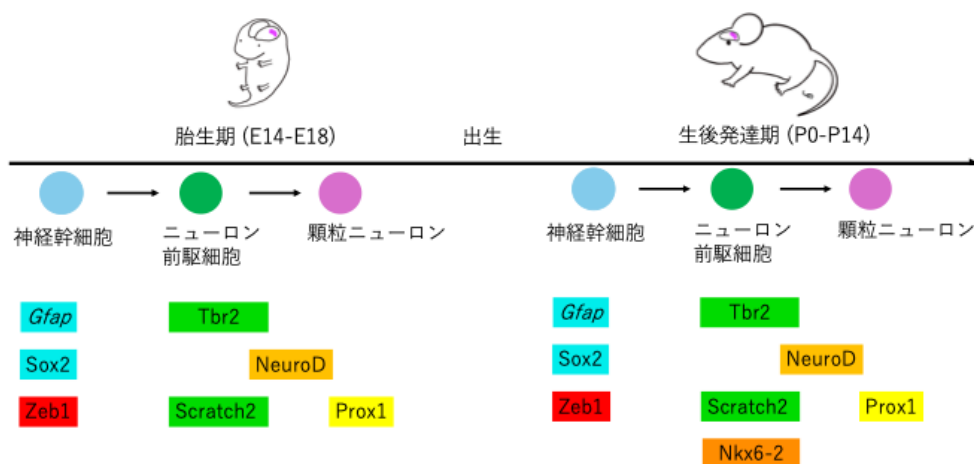 胎生期 (E14-E18)
出生
生後発達期 (P0-P14)
神経幹細胞
ニューロン
前駆細胞
顆粒ニューロン
神経幹細胞
ニューロン
前駆細胞
顆粒ニューロン
Gfap
Tbr2
Sox2
NeuroD
Zeb1
Scratch2
Prox1
Gfap
Tbr2
Sox2
NeuroD
Zeb1
Scratch2
Prox1
Nkx6-2